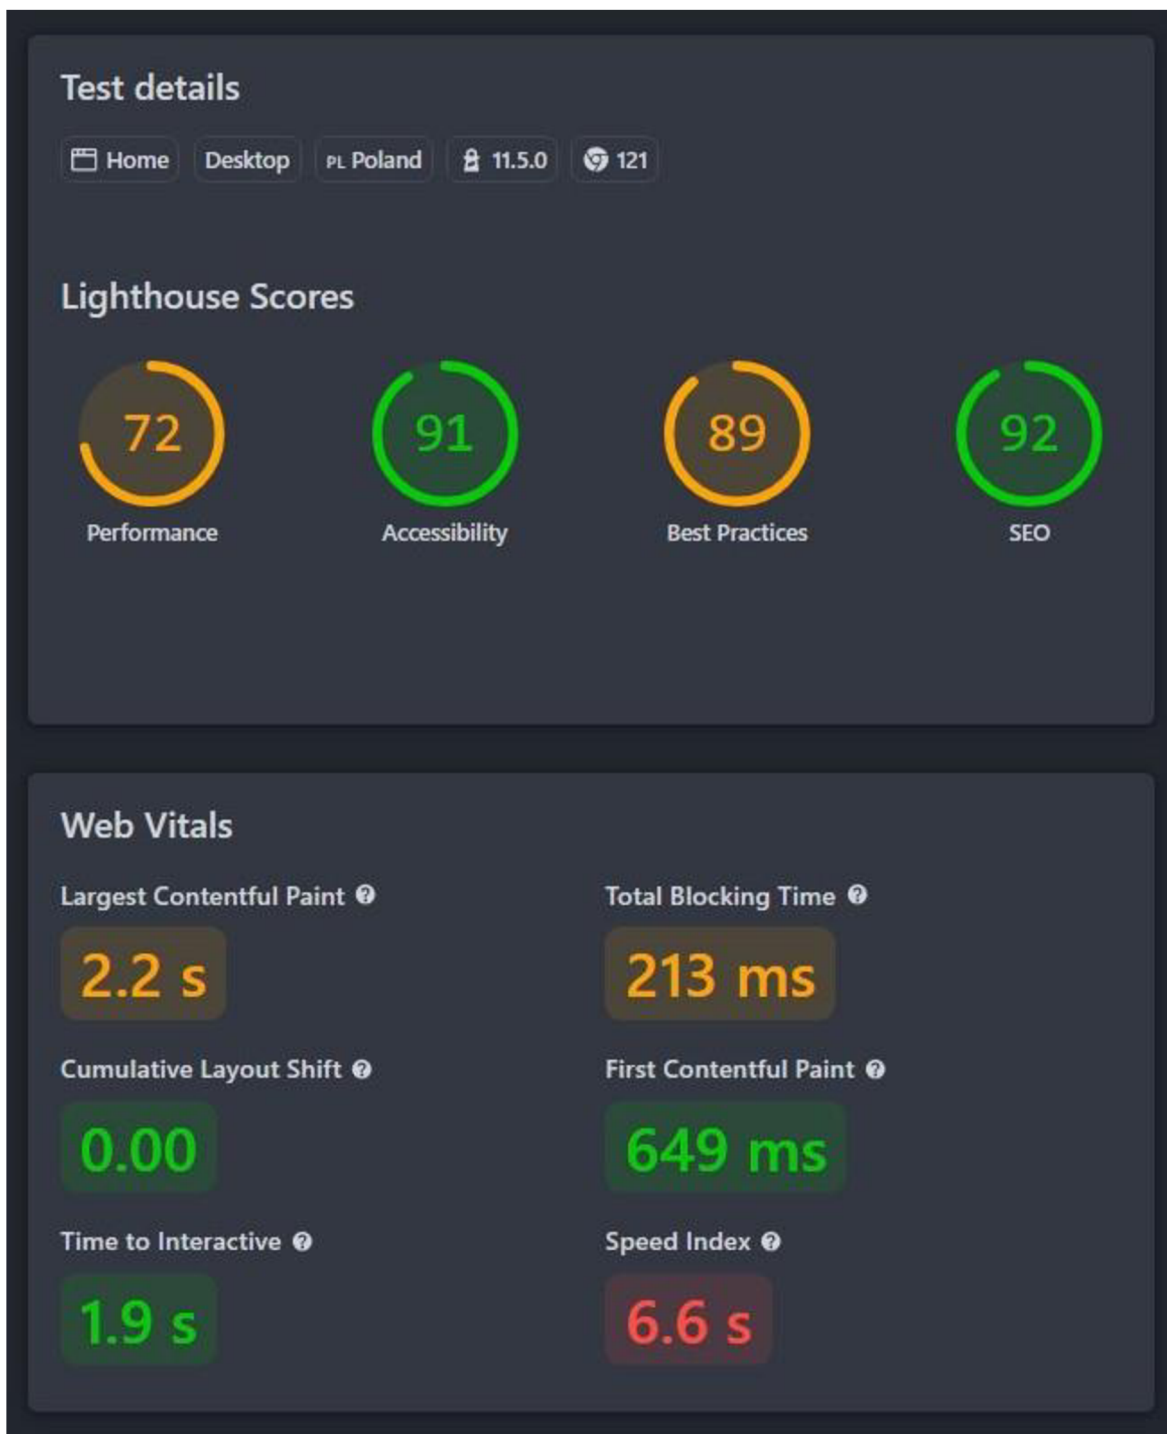 Test details
Home Desktop PL Poland 11.5.0 121
Lighthouse Scores
72 91 89 92
Performance Accessibility Best Practices SEO
Web Vitals
Largest Contentful Paint ? Total Blocking Time ?
2.2 s 213 ms
Cumulative Layout Shift ? First Contentful Paint ?
0.00 649 ms
Time to Interactive ? Speed Index ?
1.9 s 6.6 s